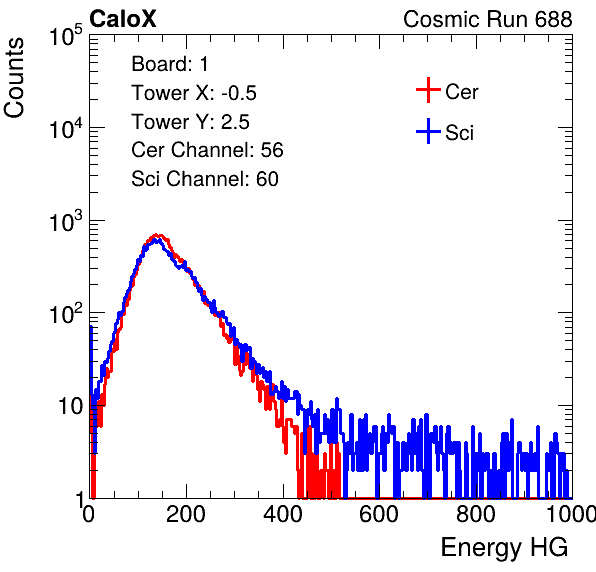 CaloX Cosmic Run 688
Counts
Board: 1
Tower X: -0.5
Tower Y: 2.5
Cer Channel: 56
Sci Channel: 60
Cer
Sci
10^5
10^4
10^3
10^2
10
1
0 200 400 600 800 1000
Energy HG